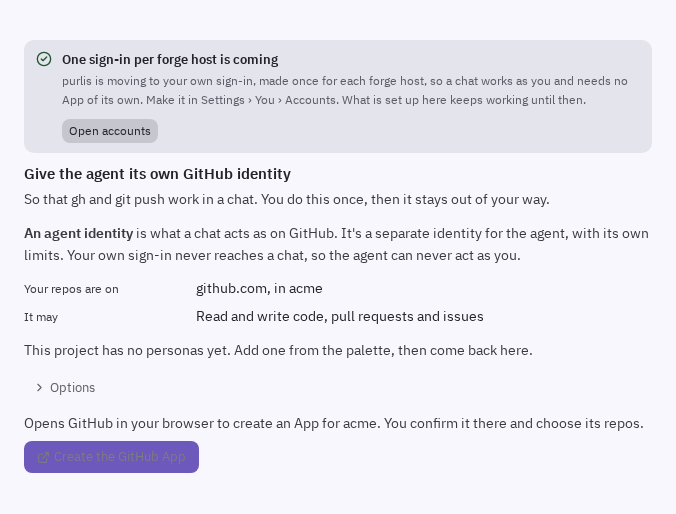 One sign-in per forge host is coming
purlis is moving to your own sign-in, made once for each forge host, so a chat works as you and needs no
App of its own. Make it in Settings › You › Accounts. What is set up here keeps working until then.
Open accounts
Give the agent its own GitHub identity
So that gh and git push work in a chat. You do this once, then it stays out of your way.
An agent identity is what a chat acts as on GitHub. It's a separate identity for the agent, with its own
limits. Your own sign-in never reaches a chat, so the agent can never act as you.
Your repos are on github.com, in acme
It may Read and write code, pull requests and issues
This project has no personas yet. Add one from the palette, then come back here.
Options
Opens GitHub in your browser to create an App for acme. You confirm it there and choose its repos.
Create the GitHub App